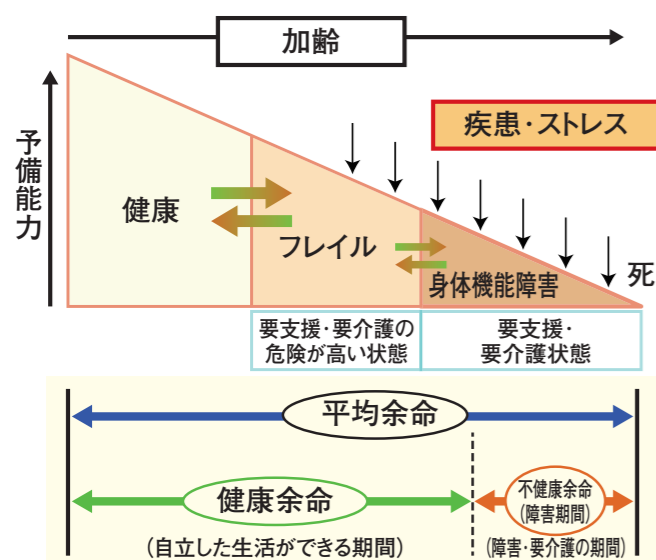 加齢
予備能力
疾患・ストレス
健康
フレイル
身体機能障害
死
要支援・要介護の
危険が高い状態
要支援・
要介護状態
平均余命
健康余命
(自立した生活ができる期間)
不健康余命
(障害期間)
(障害・要介護の期間)